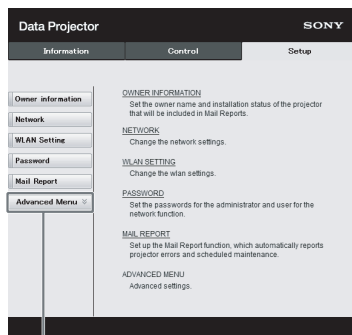 Data Projector
SONY
Information
Control
Setup
Owner information
Network
WLAN Setting
Password
Mail Report
Advanced Menu
OWNER INFORMATION
Set the owner name and installation status of the projector
that will be included in Mail Reports.
NETWORK
Change the network settings.
WLAN SETTING
Change the wlan settings.
PASSWORD
Set the passwords for the administrator and user for the
network function.
MAIL REPORT
Set up the Mail Report function, which automatically reports
projector errors and scheduled maintenance.
ADVANCED MENU
Advanced settings.